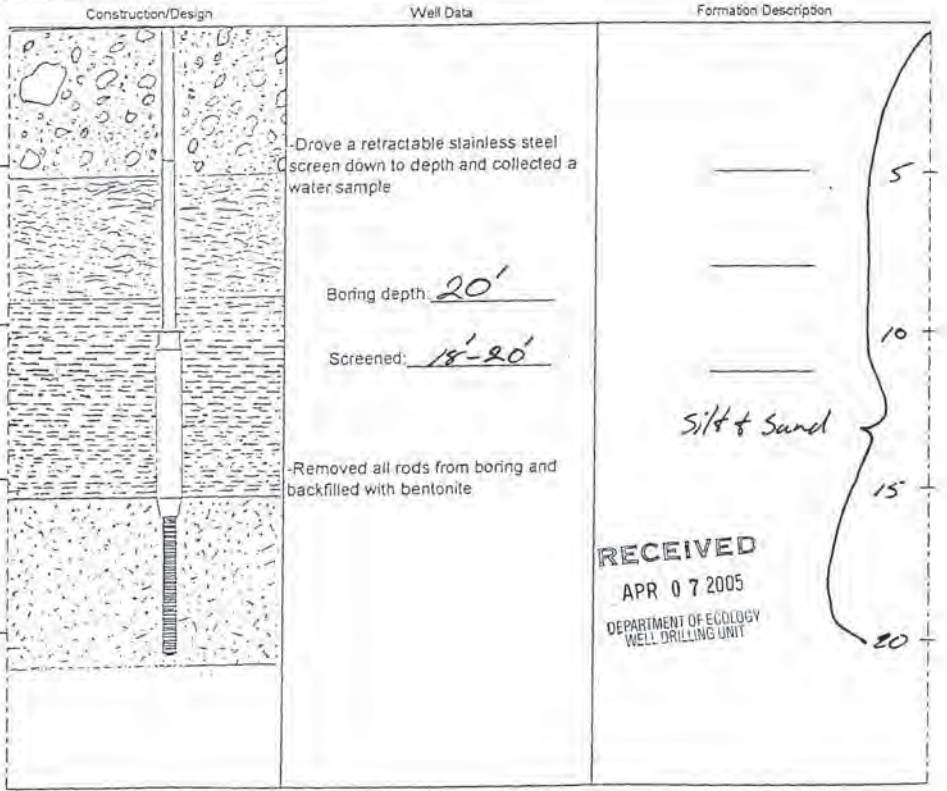 Construction/Design
Well Data
Formation Description
-Drove a retractable stainless steel
screen down to depth and collected a
water sample
Boring depth: 20'
Screened: 18'-20'
-Removed all rods from boring and
backfilled with bentonite
5
10
Silt & Sand
15
20
RECEIVED
APR 07 2005
DEPARTMENT OF ECOLOGY
WELL DRILLING UNIT